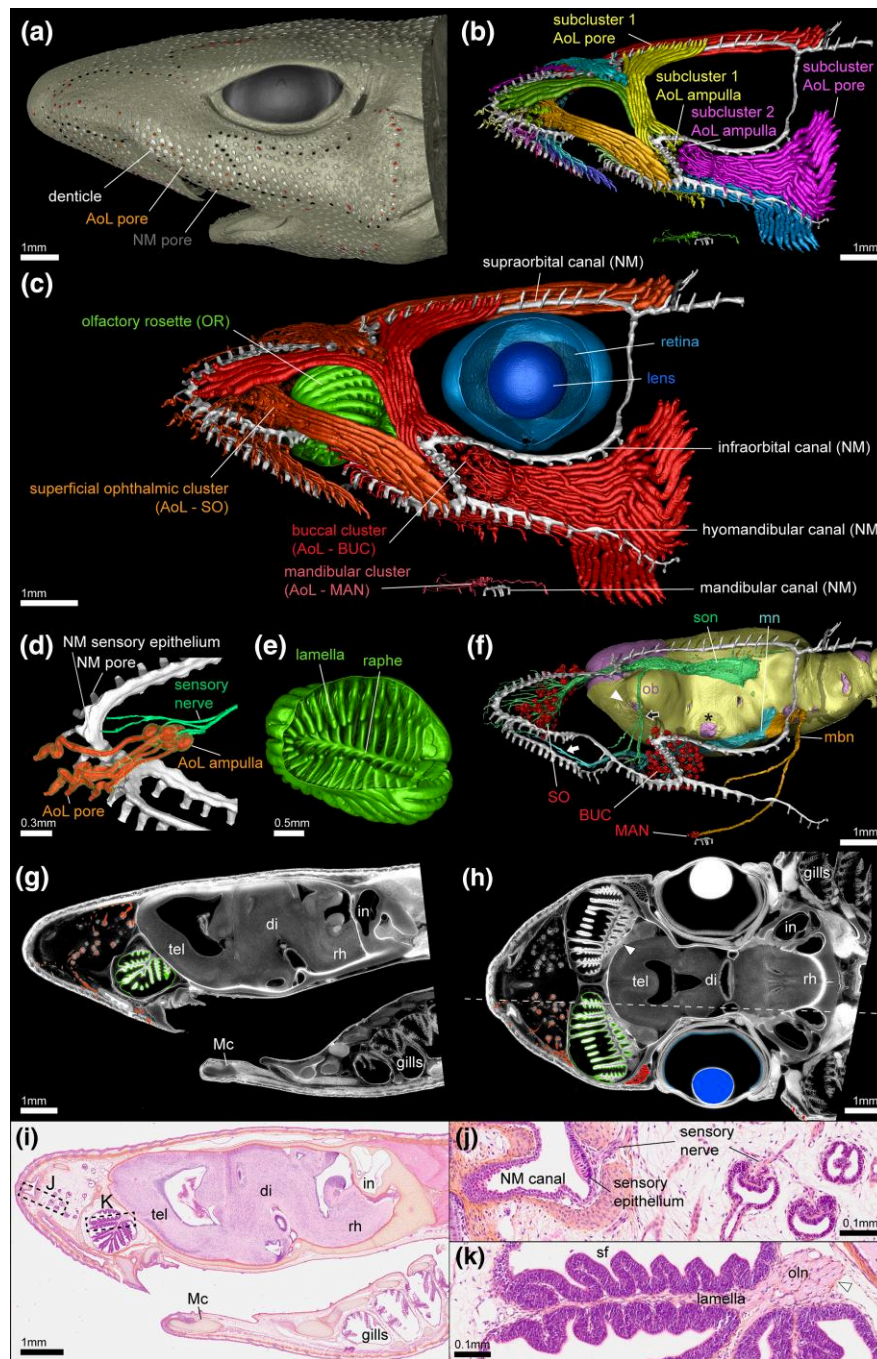 (a)
denticle
AoL pore
NM pore
1mm
(b)
subcluster 1
AoL pore
subcluster 1
AoL ampulla
subcluster 2
AoL ampulla
subcluster
AoL pore
1mm
(c)
supraorbital canal (NM)
olfactory rosette (OR)
retina
lens
infraorbital canal (NM)
superficial ophthalmic cluster
(AoL - SO)
buccal cluster
(AoL - BUC)
hyomandibular canal (NM
mandibular cluster
(AoL - MAN)
mandibular canal (NM)
1mm
(d)
NM sensory epithelium
NM pore
sensory
nerve
AoL ampulla
AoL pore
0.3mm
(e)
lamella
raphe
0.5mm
(f)
son
mn
ob
*
mbn
SO
BUC
MAN
1mm
(g)
tel
di
rh
in
Mc
gills
1mm
(h)
gills
in
tel
di
rh
1mm
(i)
J
K
tel
di
in
rh
Mc
gills
1mm
(j)
sensory
nerve
NM canal
sensory
epithelium
0.1mm
(k)
sf
oln
lamella
0.1mm